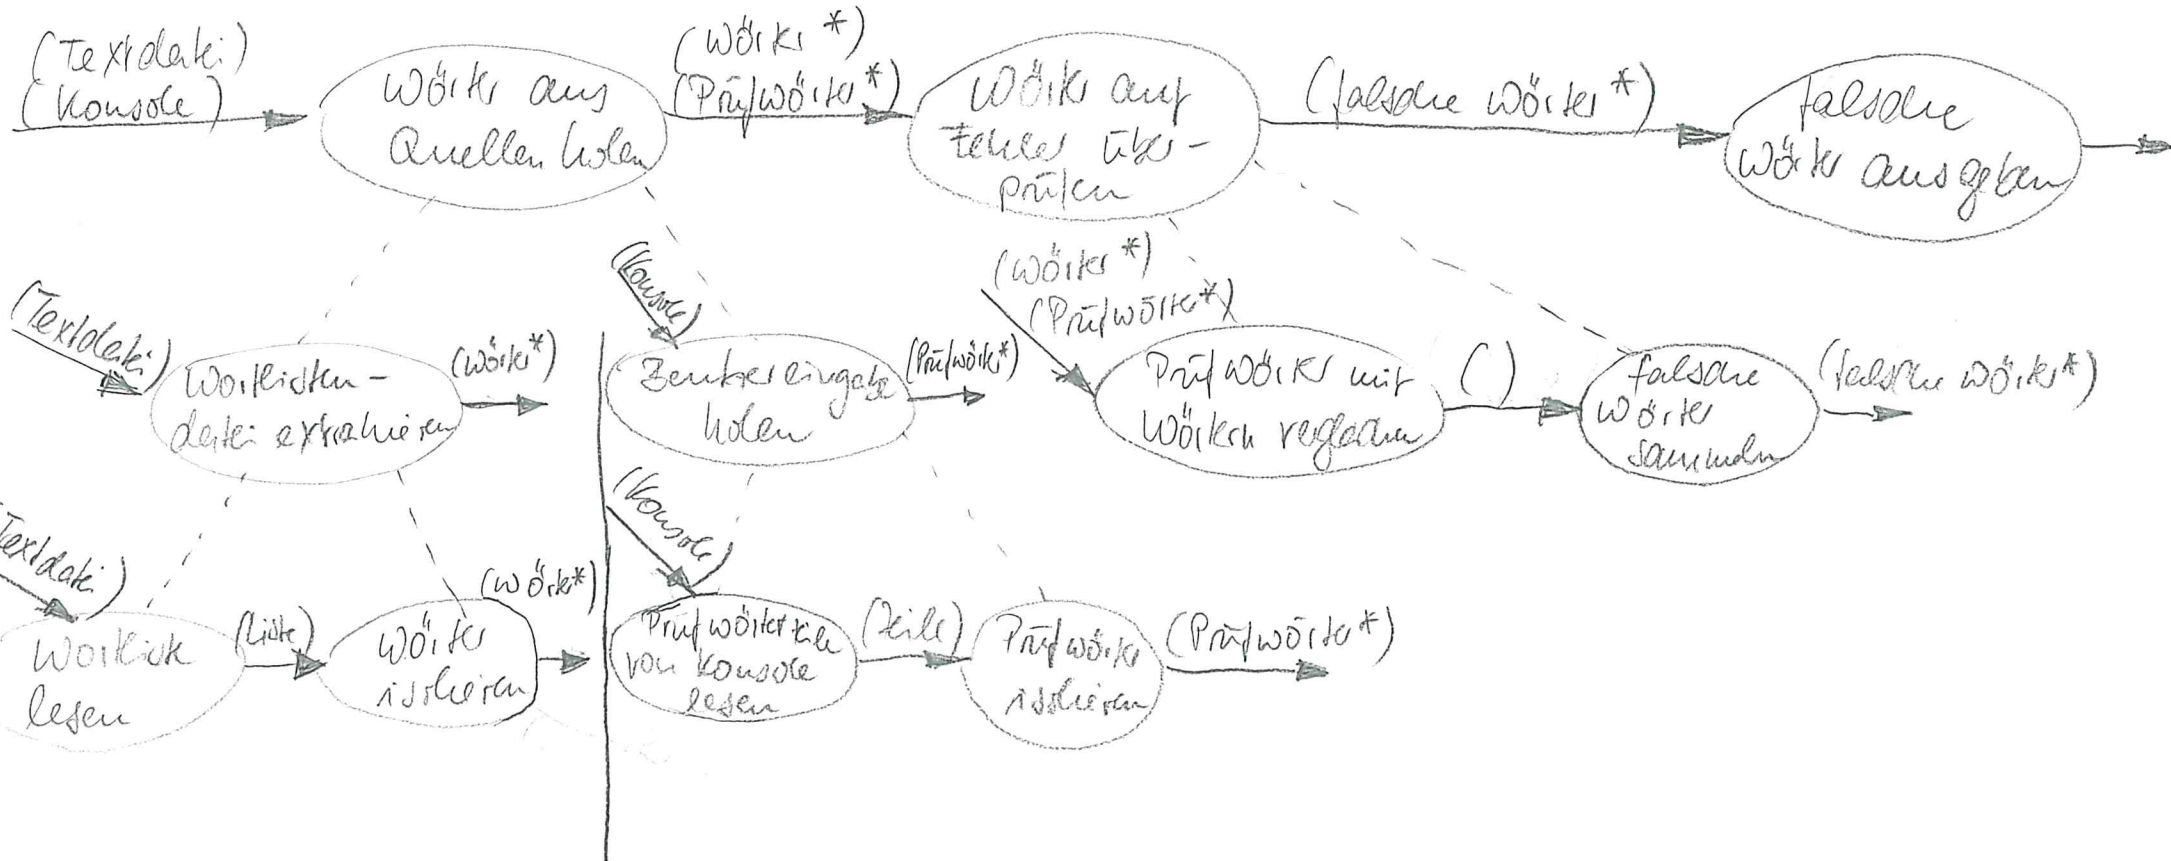 (Textdatei)
(Konsole)
Wörter aus
Quellen holen
(Wörter*)
(Prüfwörter*)
Wörter auf
Fehler über-
prüfen
(falsche Wörter*)
falsche
Wörter ausgeben
(Textdatei)
Wortlisten-
datei extrahieren
(Wörter*)
(Konsole)
Benutzereingabe
holen
(Prüfwörter*)
(Wörter*)
(Prüfwörter*)
Prüfwörter mit
Wörtern vergleichen
( )
falsche
Wörter
sammeln
(falsche Wörter*)
(Textdatei)
Wortliste
lesen
(Liste)
Wörter
isolieren
(Wörter*)
(Konsole)
Prüfwörterzeile
von Konsole
lesen
(Zeile)
Prüfwörter
isolieren
(Prüfwörter*)